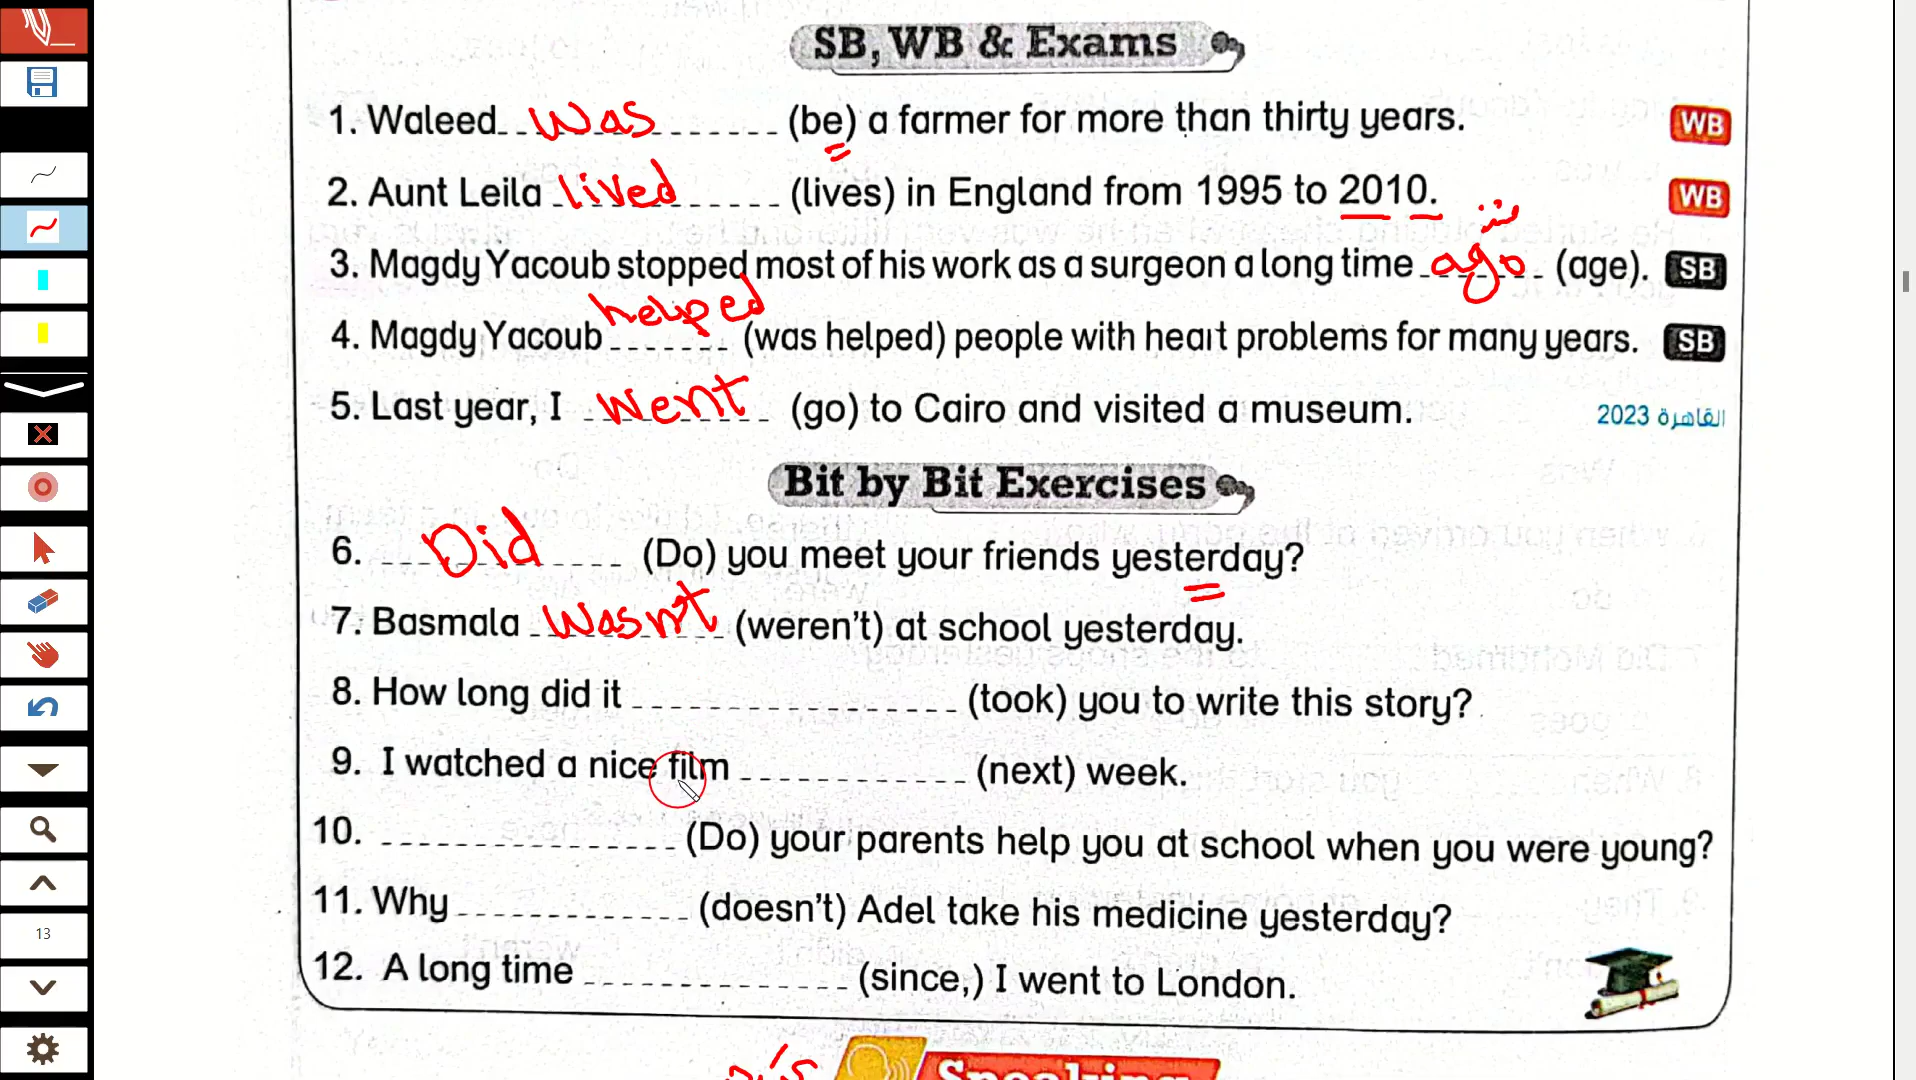 SB, WB & Exams
1. Waleed was (be) a farmer for more than thirty years. WB
2. Aunt Leila lived (lives) in England from 1995 to 2010. WB
3. Magdy Yacoub stopped most of his work as a surgeon a long time ago (age). SB
4. Magdy Yacoub helped (was helped) people with heart problems for many years. SB
5. Last year, I went (go) to Cairo and visited a museum. القاهرة 2023
Bit by Bit Exercises
6. Did (Do) you meet your friends yesterday?
7. Basmala wasn't (weren't) at school yesterday.
8. How long did it (took) you to write this story?
9. I watched a nice film (next) week.
10. (Do) your parents help you at school when you were young?
11. Why (doesn't) Adel take his medicine yesterday?
12. A long time (since,) I went to London.
13
Speaking